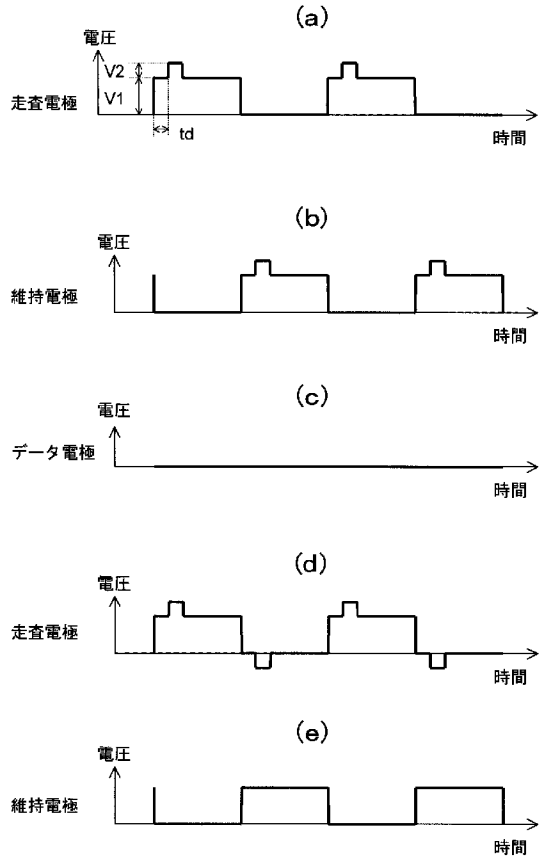 (a)
電圧
V2
V1
走査電極
td
時間
(b)
電圧
維持電極
時間
(c)
電圧
データ電極
時間
(d)
電圧
走査電極
時間
(e)
電圧
維持電極
時間